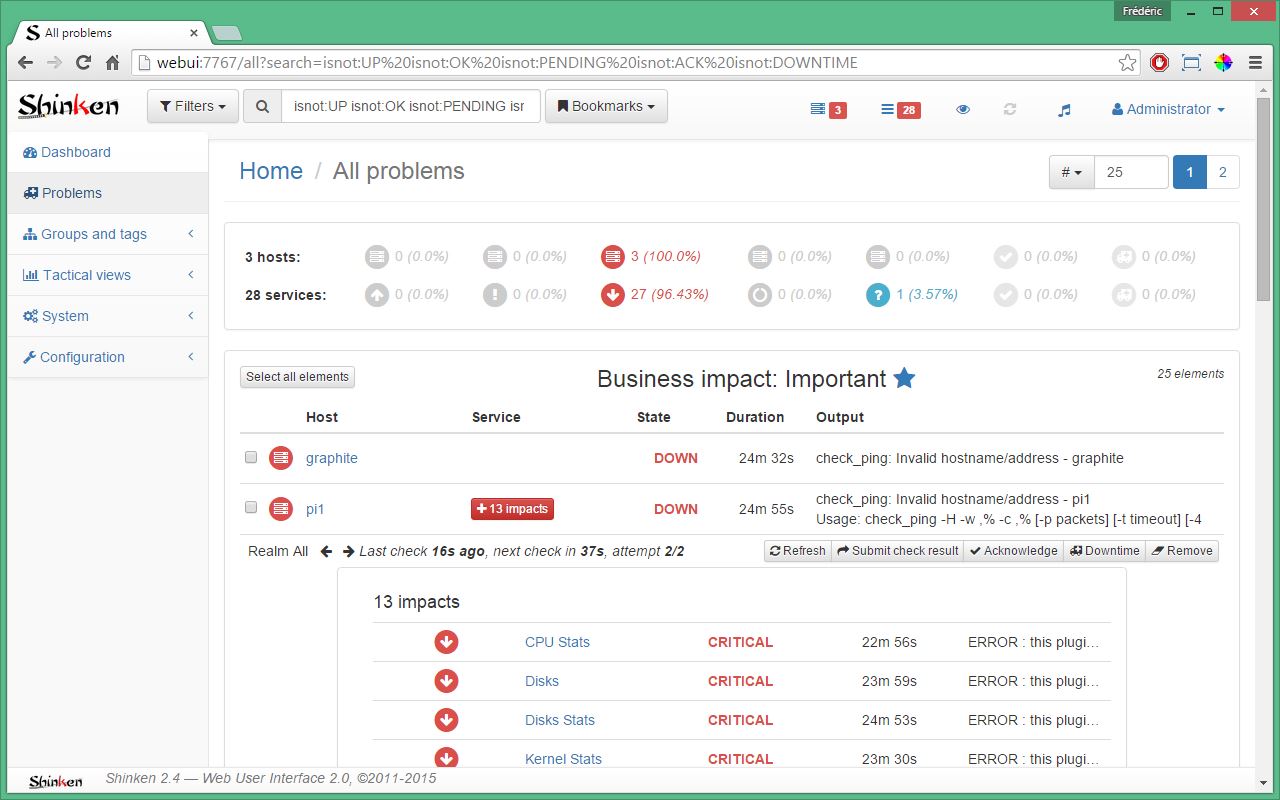 Frédéric
All problems
webui:7767/all?search=isnot:UP%20isnot:OK%20isnot:PENDING%20isnot:ACK%20isnot:DOWNTIME
Shinken
Filters
isnot:UP isnot:OK isnot:PENDING isn
Bookmarks
3
28
Administrator
Dashboard
Problems
Groups and tags
Tactical views
System
Configuration
Home / All problems
# 25 1 2
3 hosts: 0 (0.0%) 0 (0.0%) 3 (100.0%) 0 (0.0%) 0 (0.0%) 0 (0.0%) 0 (0.0%)
28 services: 0 (0.0%) 0 (0.0%) 27 (96.43%) 0 (0.0%) 1 (3.57%) 0 (0.0%) 0 (0.0%)
Select all elements
Business impact: Important
25 elements
Host Service State Duration Output
graphite DOWN 24m 32s check_ping: Invalid hostname/address - graphite
pi1 + 13 impacts DOWN 24m 55s check_ping: Invalid hostname/address - pi1
Usage: check_ping -H -w ,% -c ,% [-p packets] [-t timeout] [-4
Realm All Last check 16s ago, next check in 37s, attempt 2/2
Refresh Submit check result Acknowledge Downtime Remove
13 impacts
CPU Stats CRITICAL 22m 56s ERROR : this plugi…
Disks CRITICAL 23m 59s ERROR : this plugi…
Disks Stats CRITICAL 24m 53s ERROR : this plugi…
Kernel Stats CRITICAL 23m 30s ERROR : this plugi…
Shinken Shinken 2.4 — Web User Interface 2.0, ©2011-2015